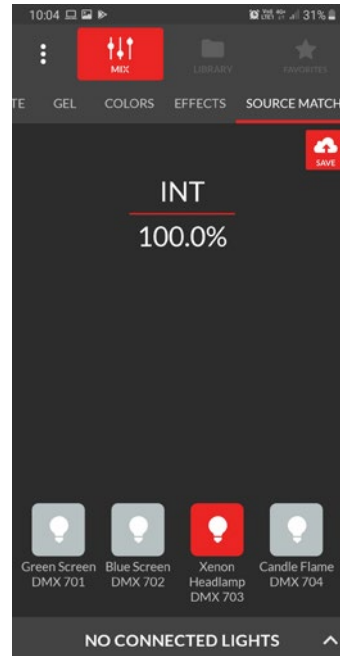 10:04 31%
MIX LIBRARY FAVORITES
TE GEL COLORS EFFECTS SOURCE MATCH
SAVE
INT
100.0%
Green Screen Blue Screen Xenon Candle Flame
DMX 701 DMX 702 Headlamp DMX 704
DMX 703
NO CONNECTED LIGHTS